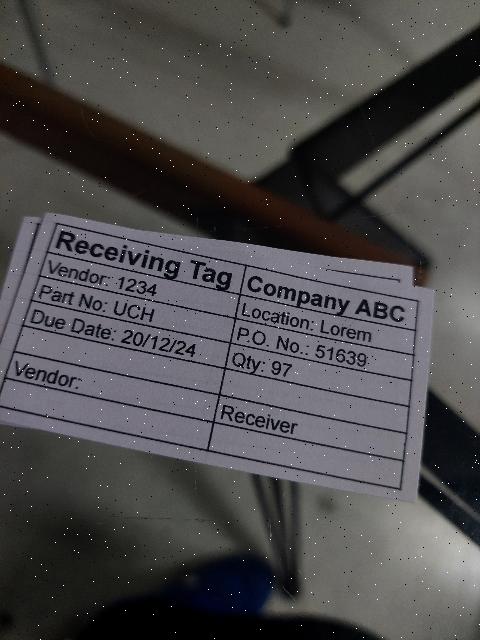 Receiving Tag
Company ABC
Vendor: 1234
Location: Lorem
Part No: UCH
P.O. No.: 51639
Due Date: 20/12/24
Qty: 97
Vendor:
Receiver